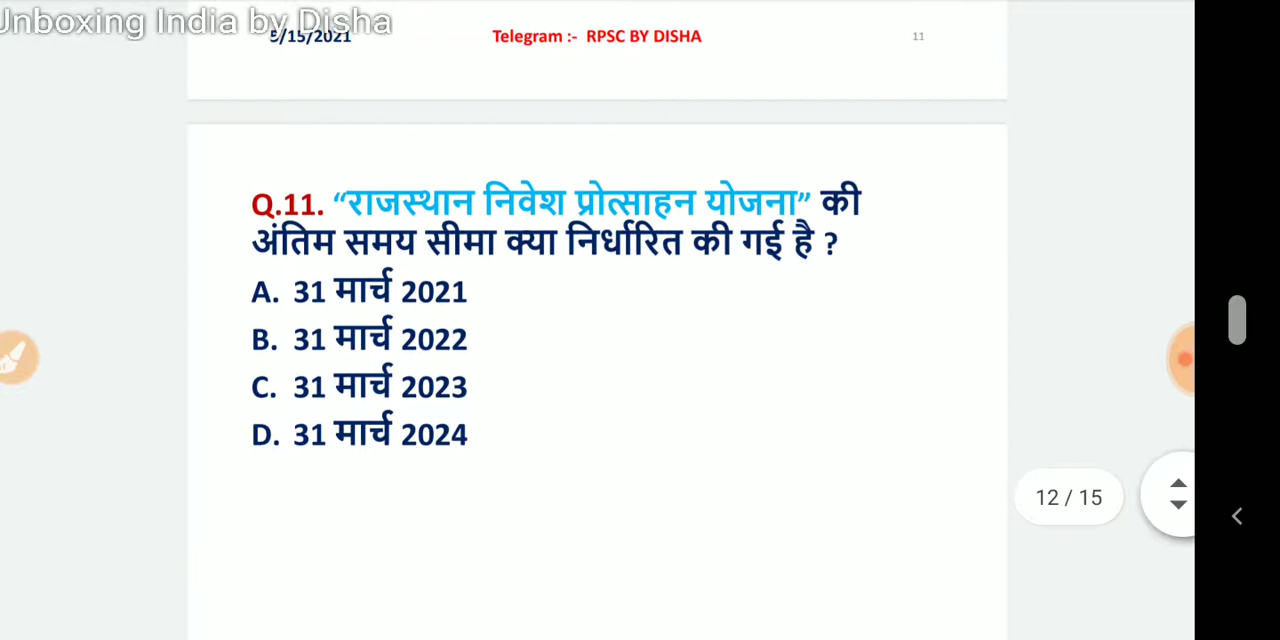 Unboxing India by Disha
5/15/2021 Telegram :- RPSC BY DISHA 11
Q.11. “राजस्थान निवेश प्रोत्साहन योजना” की
अंतिम समय सीमा क्या निर्धारित की गई है ?
A. 31 मार्च 2021
B. 31 मार्च 2022
C. 31 मार्च 2023
D. 31 मार्च 2024
12 / 15